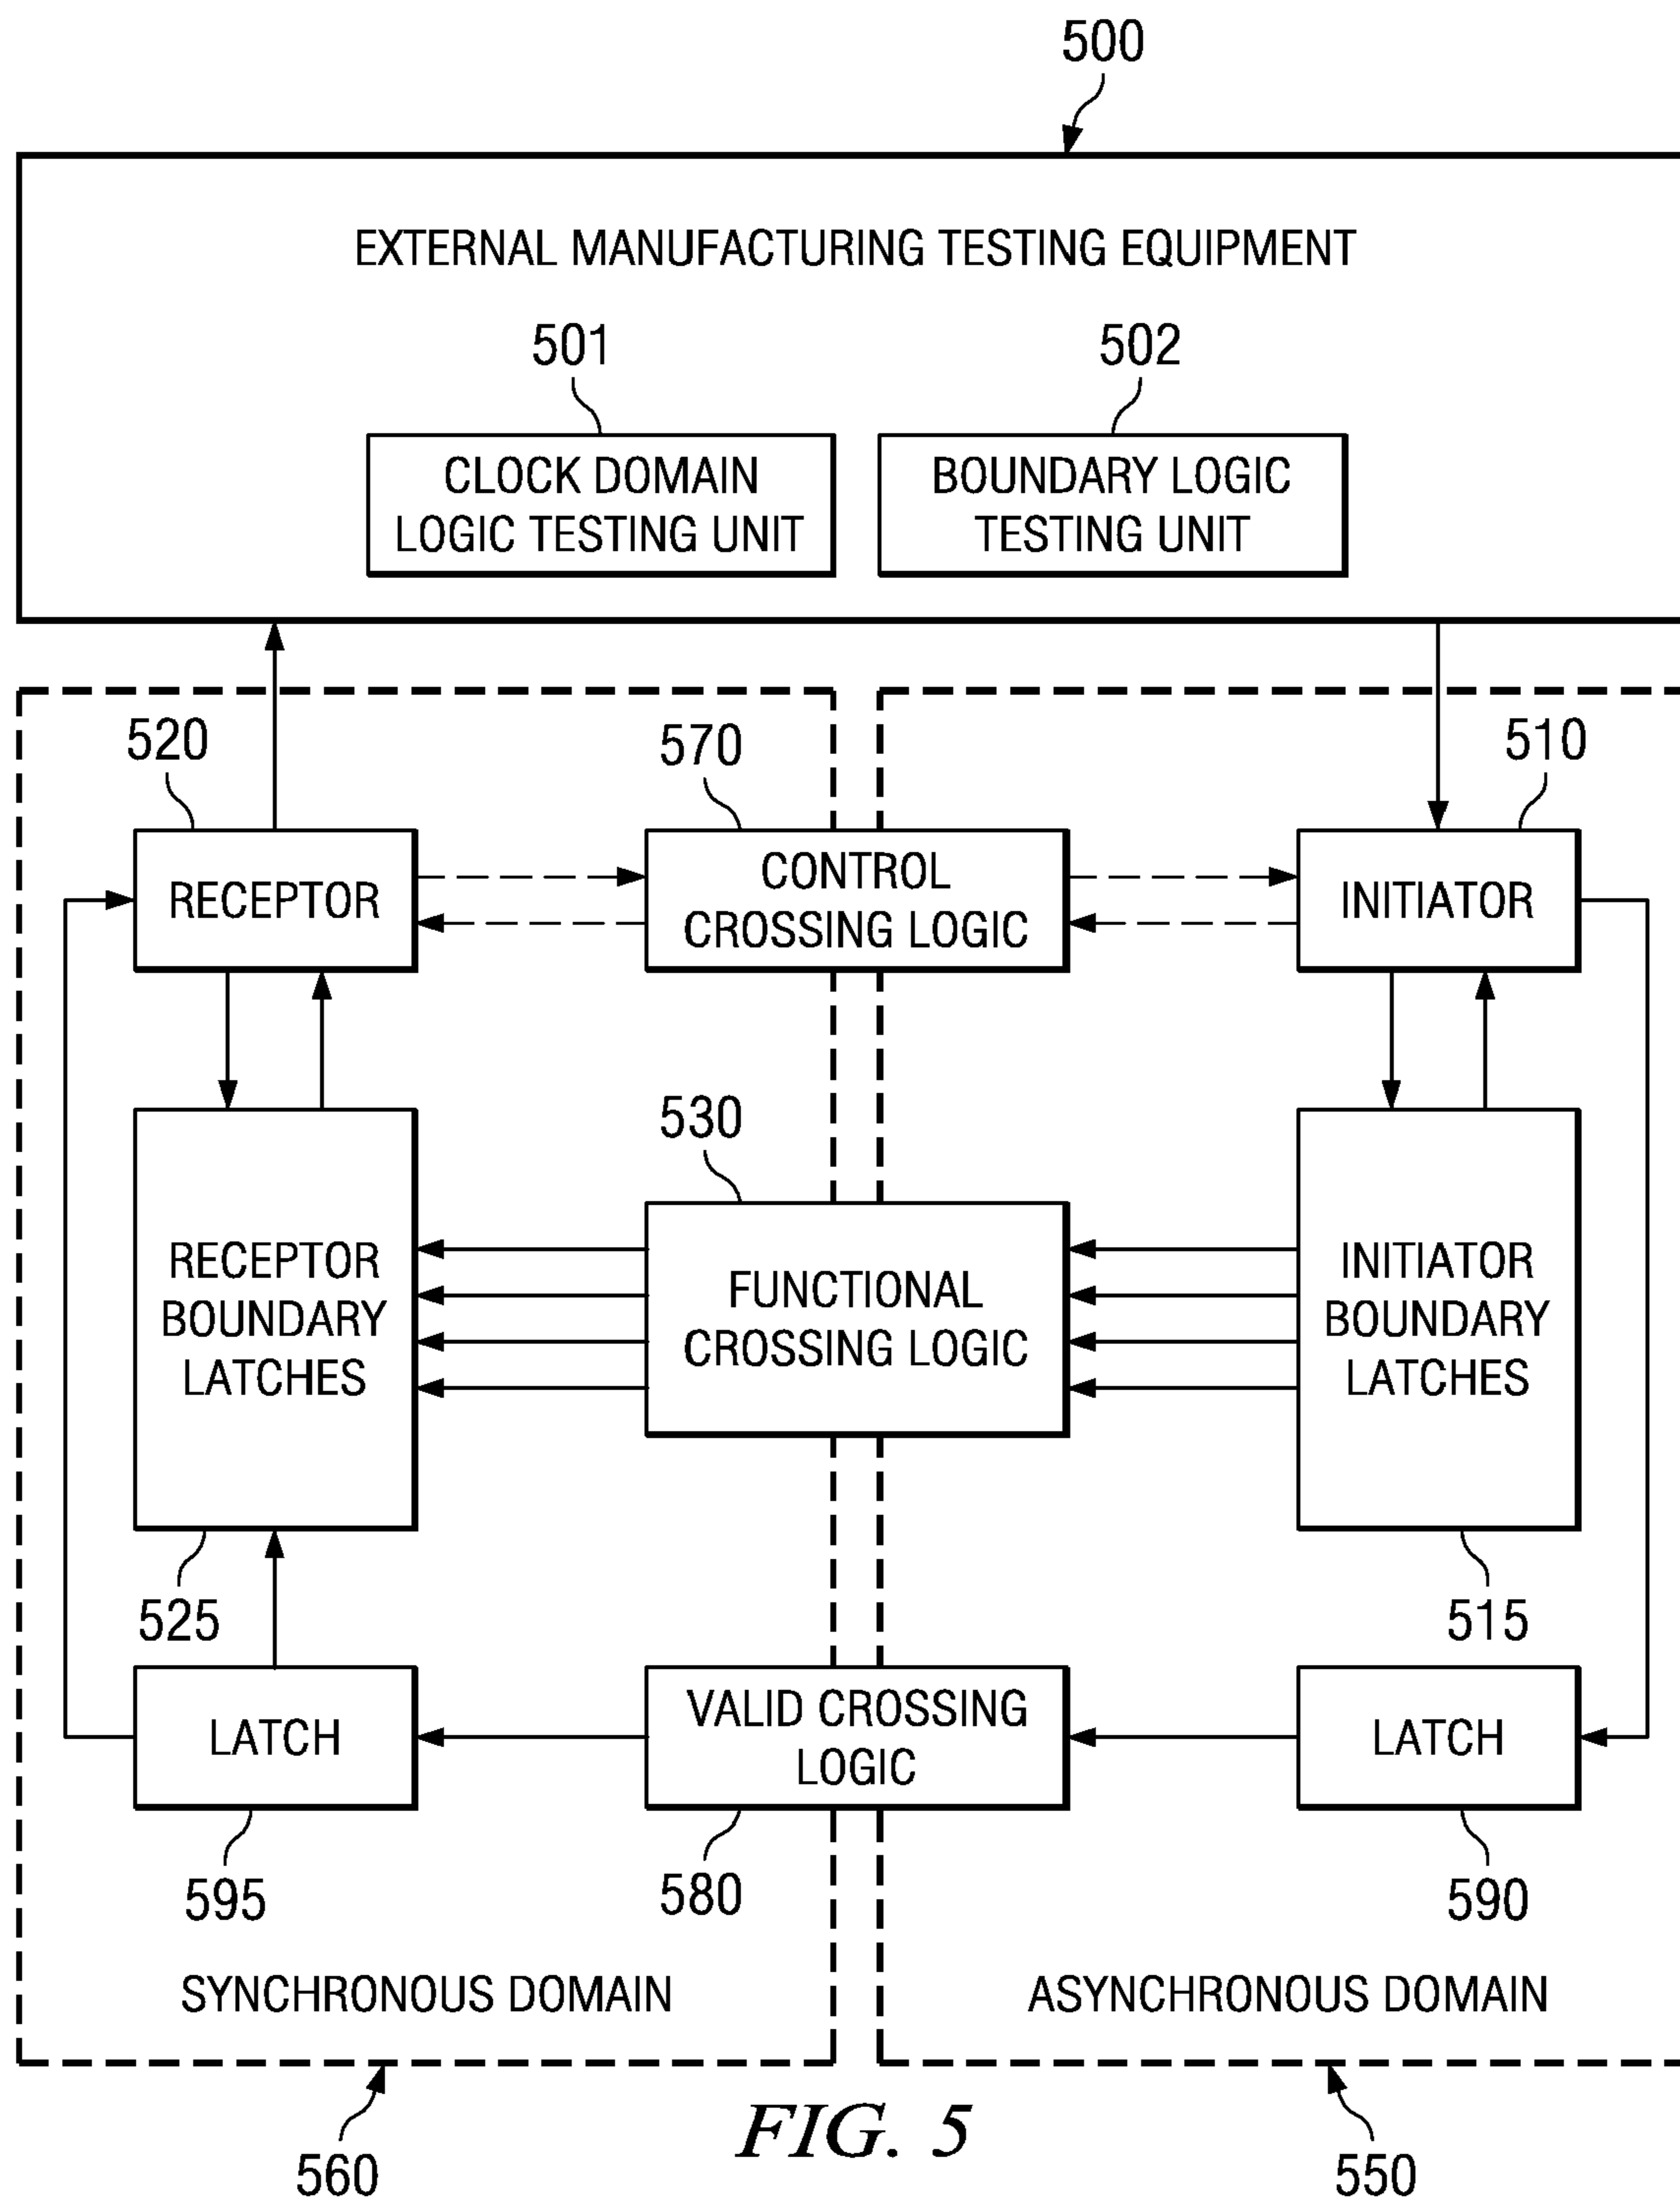 500
EXTERNAL MANUFACTURING TESTING EQUIPMENT
501
502
CLOCK DOMAIN
LOGIC TESTING UNIT
BOUNDARY LOGIC
TESTING UNIT
520
570
510
RECEPTOR
CONTROL
CROSSING LOGIC
INITIATOR
530
RECEPTOR
BOUNDARY
LATCHES
FUNCTIONAL
CROSSING LOGIC
INITIATOR
BOUNDARY
LATCHES
525
515
LATCH
VALID CROSSING
LOGIC
LATCH
595
580
590
SYNCHRONOUS DOMAIN
ASYNCHRONOUS DOMAIN
560
FIG. 5
550